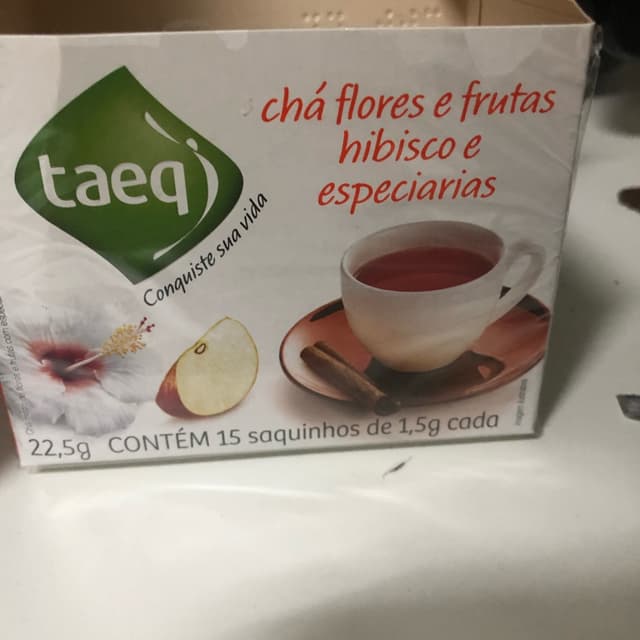 taeq
Conquiste sua vida
chá flores e frutas
hibisco e
especiarias
22,5g CONTÉM 15 saquinhos de 1,5g cada